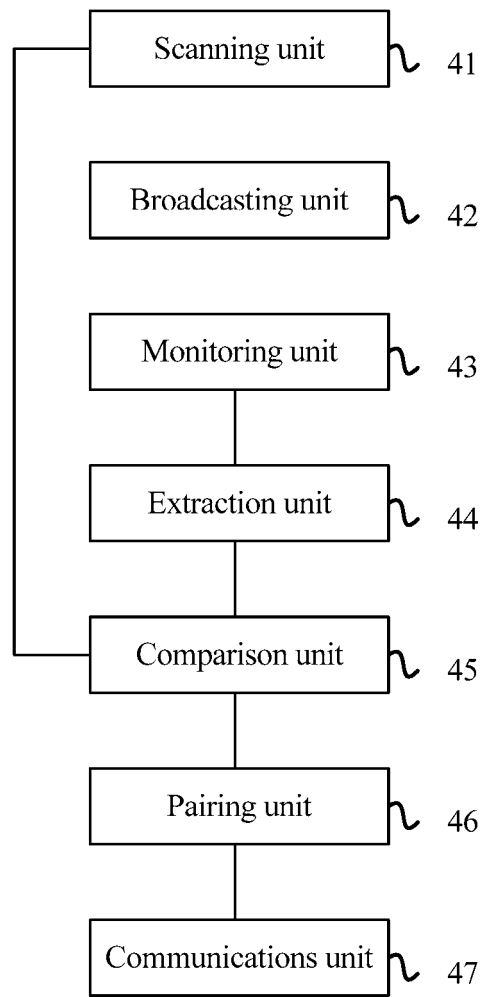 Scanning unit 41
Broadcasting unit 42
Monitoring unit 43
Extraction unit 44
Comparison unit 45
Pairing unit 46
Communications unit 47